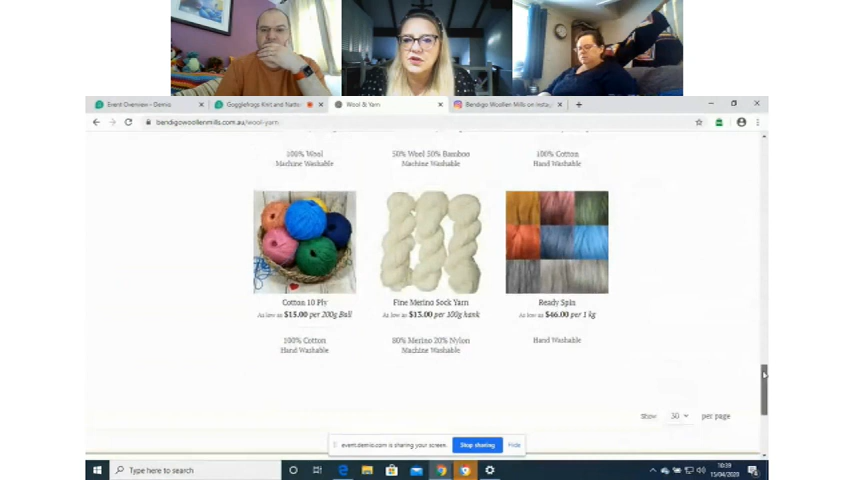 Event Overview - Demio
Gogglefrogs Knit and Natter
Wool & Yarn
Bendigo Woollen Mills on Insta
bendigowoollenmills.com.au/wool-yarn
100% Wool
Machine Washable
50% Wool 50% Bamboo
Machine Washable
100% Cotton
Hand Washable
Cotton 10 Ply
As low as $15.00 per 200g Ball
100% Cotton
Hand Washable
Fine Merino Sock Yarn
As low as $13.00 per 100g hank
80% Merino 20% Nylon
Machine Washable
Ready Spin
As low as $46.00 per 1 kg
Hand Washable
Show 30 per page
event.demio.com is sharing your screen.
Stop sharing
Hide
Type here to search
18:39
15/04/2020